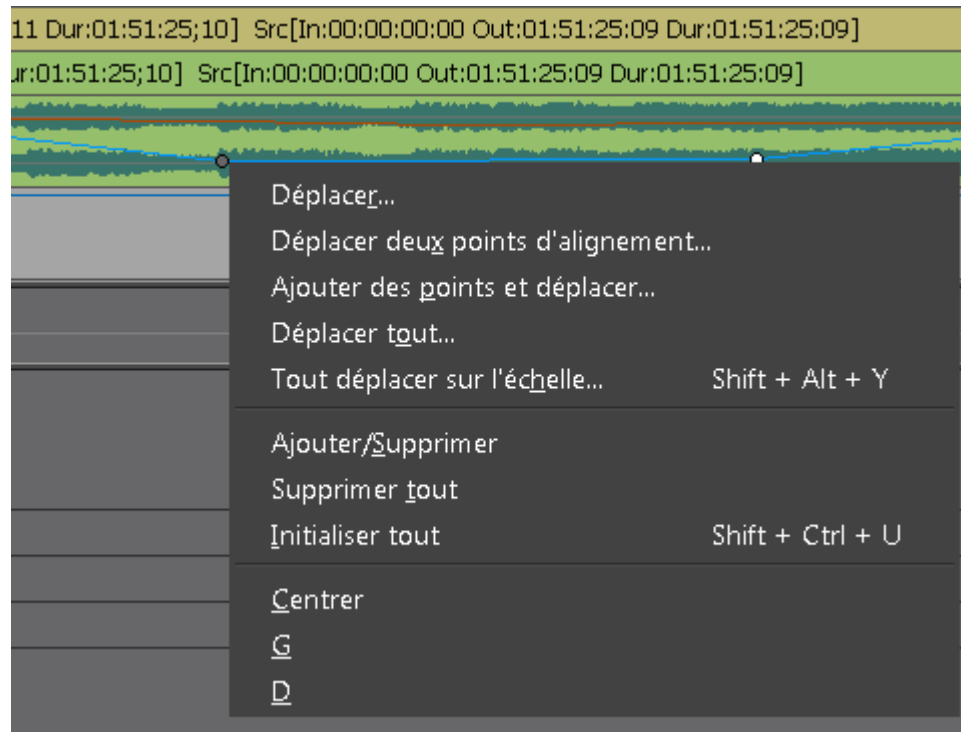 11 Dur:01:51:25;10] Src[In:00:00:00:00 Out:01:51:25:09 Dur:01:51:25:09]
ur:01:51:25;10] Src[In:00:00:00:00 Out:01:51:25:09 Dur:01:51:25:09]
Déplacer...
Déplacer deux points d'alignement...
Ajouter des points et déplacer...
Déplacer tout...
Tout déplacer sur l'échelle... Shift + Alt + Y
Ajouter/Supprimer
Supprimer tout
Initialiser tout Shift + Ctrl + U
Centrer
G
D